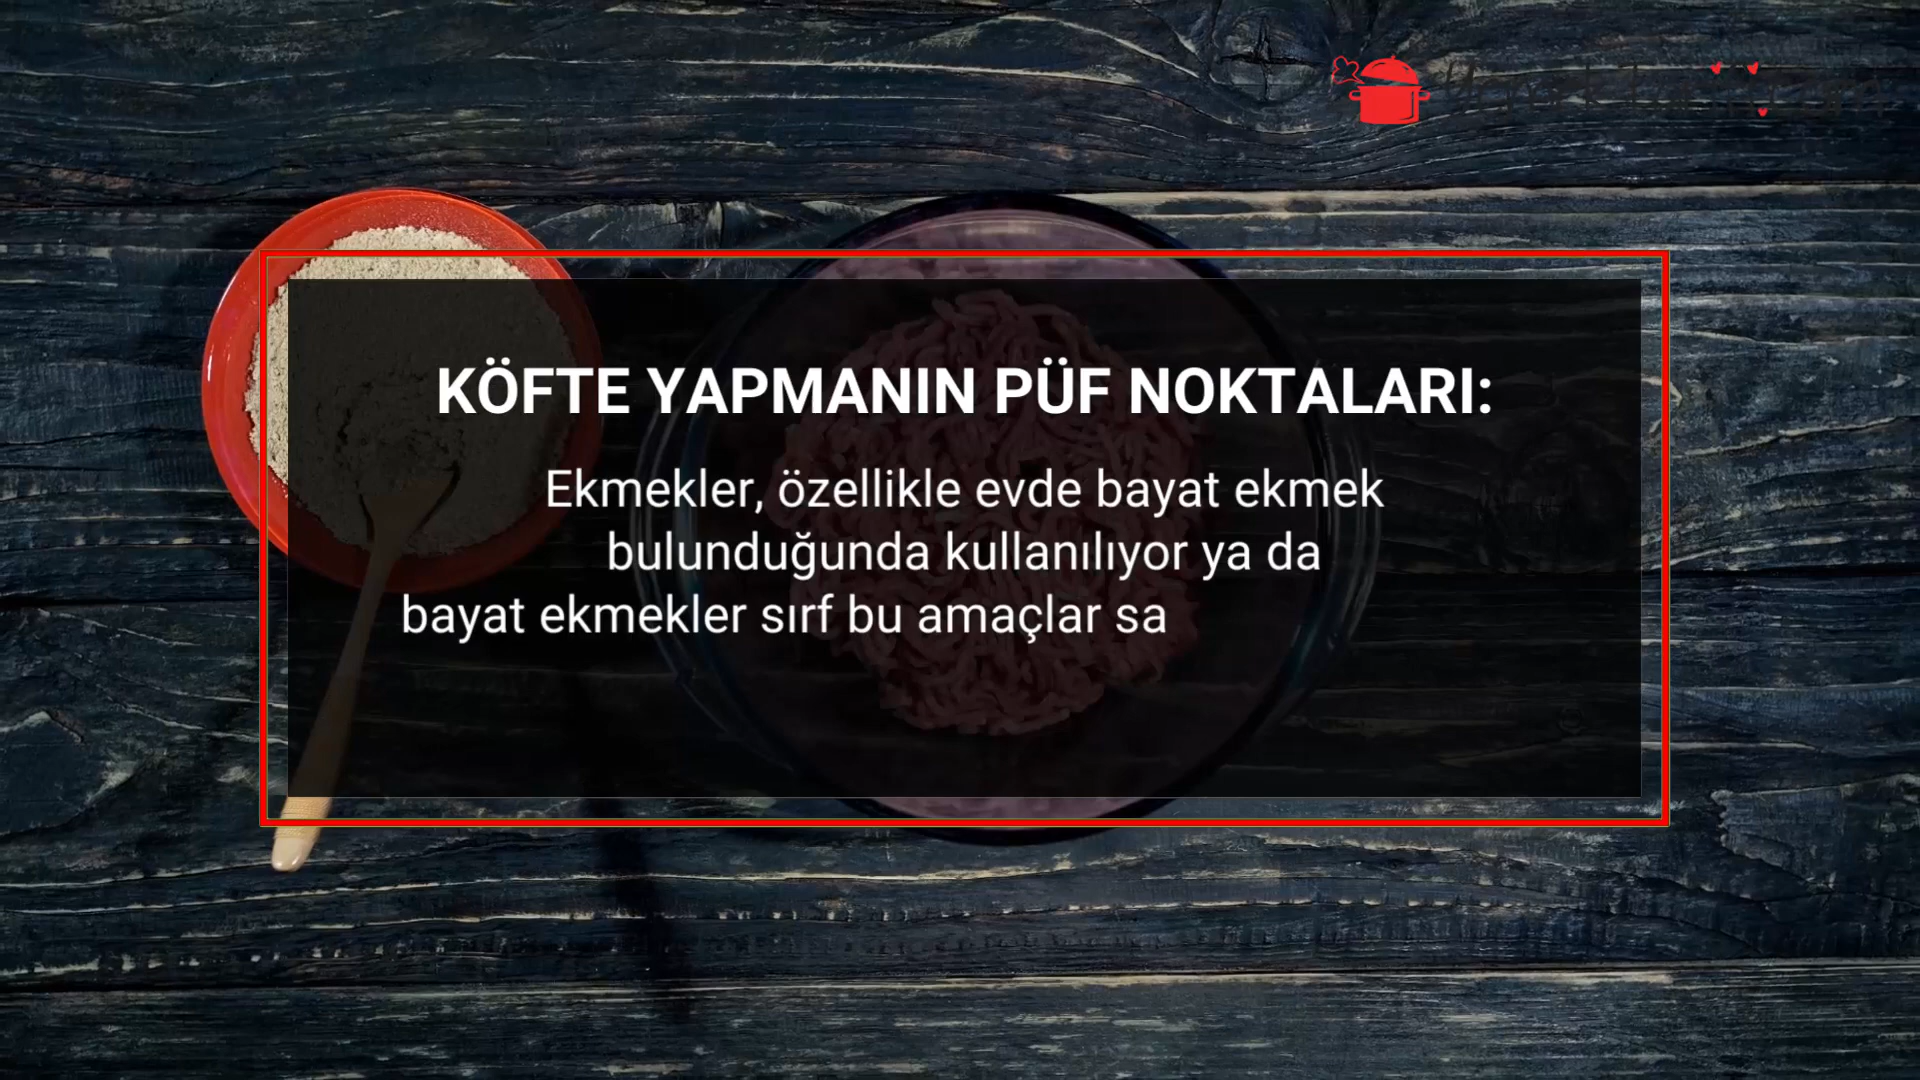 KÖFTE YAPMANIN PÜF NOKTALARI:
Ekmekler, özellikle evde bayat ekmek
bulunduğunda kullanılıyor ya da
bayat ekmekler sırf bu amaçlar sa